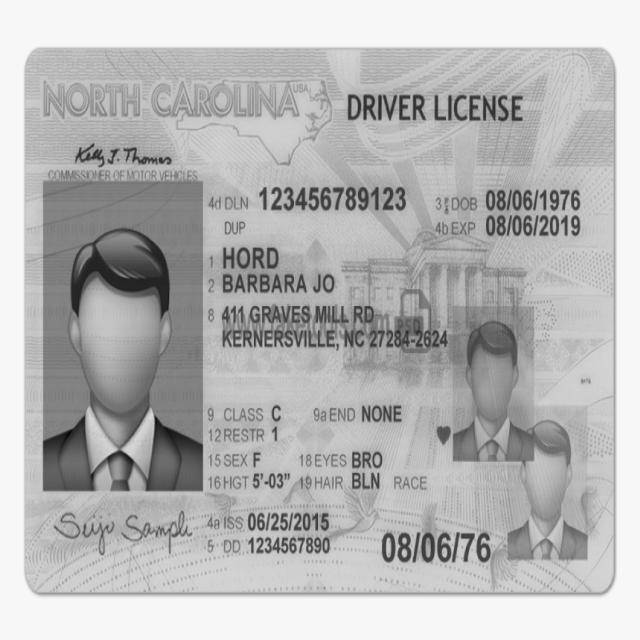 NORTH CAROLINA USA DRIVER LICENSE
Kelly J. Thomas
COMMISSIONER OF MOTOR VEHICLES
4d DLN 123456789123 3 DOB 08/06/1976
DUP 4b EXP 08/06/2019
1 HORD
2 BARBARA JO
8 411 GRAVES MILL RD
KERNERSVILLE, NC 27284-2624
9 CLASS C 9a END NONE
12 RESTR 1
15 SEX F 18 EYES BRO
16 HGT 5'-03" 19 HAIR BLN RACE
Seiji Sample 4a ISS 06/25/2015
5 DD 1234567890 08/06/76